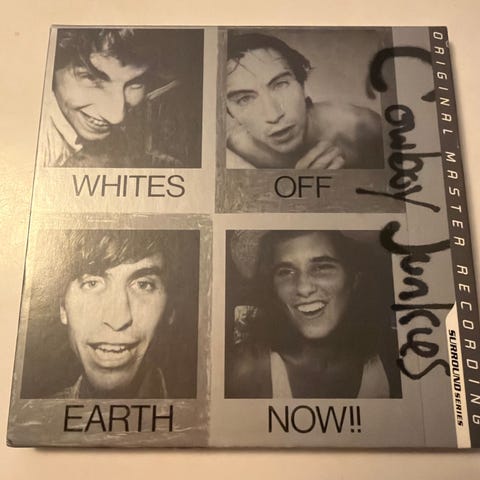 WHITES OFF
EARTH NOW!!
Cowboy Junkies
ORIGINAL MASTER RECORDING
SURROUND SERIES